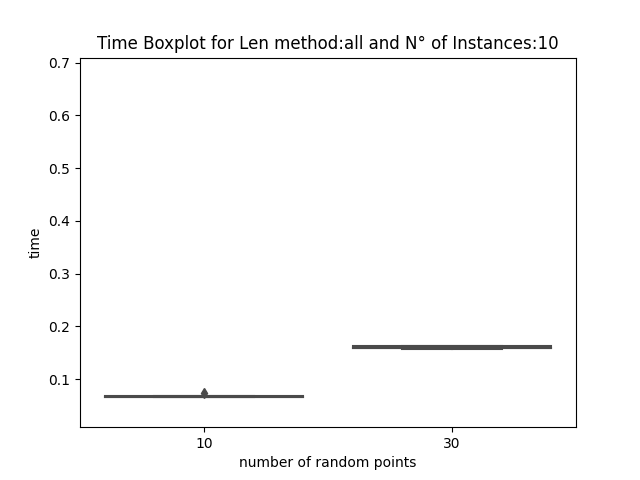 Time Boxplot for Len method:all and N° of Instances:10
0.7
0.6
0.5
0.4
0.3
0.2
0.1
time
10 30
number of random points